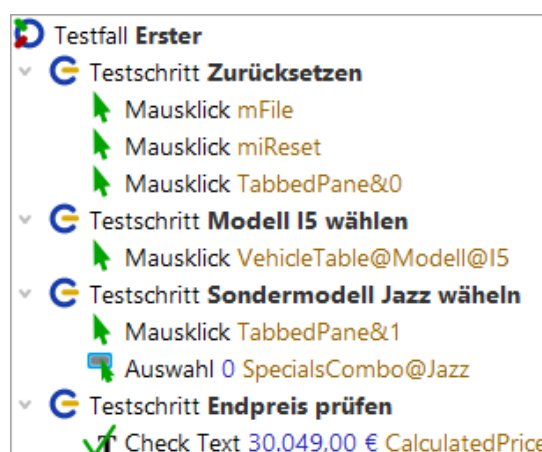 Testfall Erster
Testschritt Zurücksetzen
Mausklick mFile
Mausklick miReset
Mausklick TabbedPane&0
Testschritt Modell I5 wählen
Mausklick VehicleTable@Modell@I5
Testschritt Sondermodell Jazz wäheln
Mausklick TabbedPane&1
Auswahl 0 SpecialsCombo@Jazz
Testschritt Endpreis prüfen
Check Text 30.049,00 € CalculatedPrice